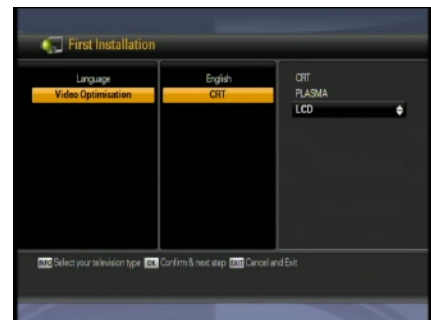 First Installation
Language English CRT
Video Optimisation CRT PLASMA
LCD
INFO Select your television type OK Confirm & next step EXIT Cancel and Exit